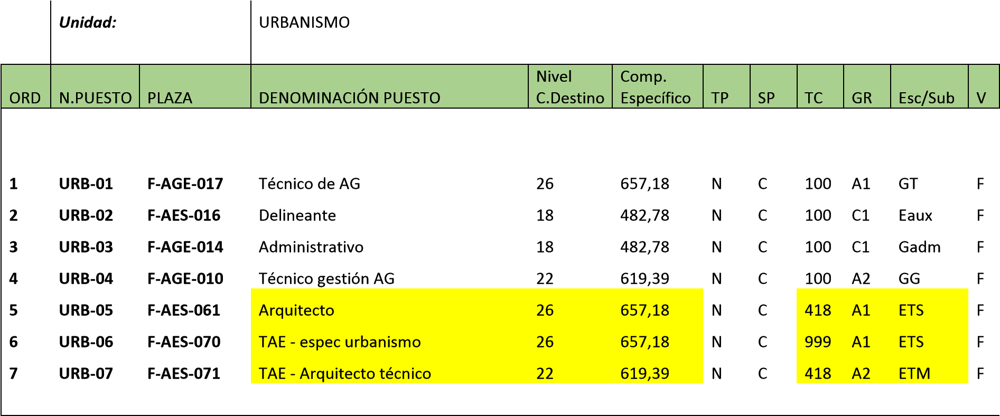 Unidad: URBANISMO
ORD N.PUESTO PLAZA DENOMINACIÓN PUESTO Nivel C.Destino Comp. Específico TP SP TC GR Esc/Sub V
1 URB-01 F-AGE-017 Técnico de AG 26 657,18 N C 100 A1 GT F
2 URB-02 F-AES-016 Delineante 18 482,78 N C 100 C1 Eaux F
3 URB-03 F-AGE-014 Administrativo 18 482,78 N C 100 C1 Gadm F
4 URB-04 F-AGE-010 Técnico gestión AG 22 619,39 N C 100 A2 GG F
5 URB-05 F-AES-061 Arquitecto 26 657,18 N C 418 A1 ETS F
6 URB-06 F-AES-070 TAE - espec urbanismo 26 657,18 N C 999 A1 ETS F
7 URB-07 F-AES-071 TAE - Arquitecto técnico 22 619,39 N C 418 A2 ETM F